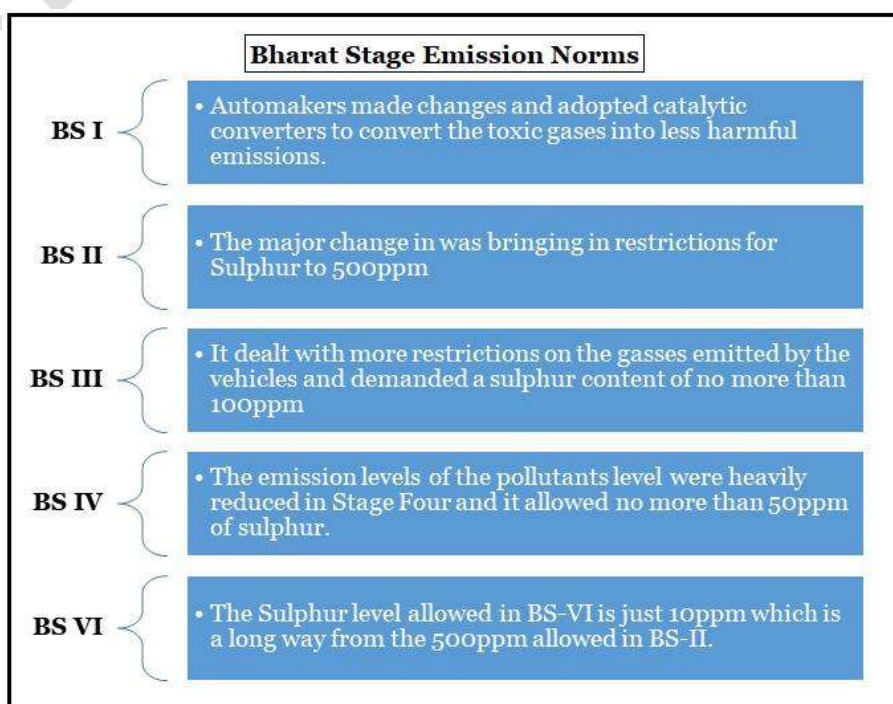 Bharat Stage Emission Norms
BS I
• Automakers made changes and adopted catalytic
converters to convert the toxic gases into less harmful
emissions.
BS II
• The major change in was bringing in restrictions for
Sulphur to 500ppm
BS III
• It dealt with more restrictions on the gasses emitted by the
vehicles and demanded a sulphur content of no more than
100ppm
BS IV
• The emission levels of the pollutants level were heavily
reduced in Stage Four and it allowed no more than 50ppm
of sulphur.
BS VI
• The Sulphur level allowed in BS-VI is just 10ppm which is
a long way from the 500ppm allowed in BS-II.